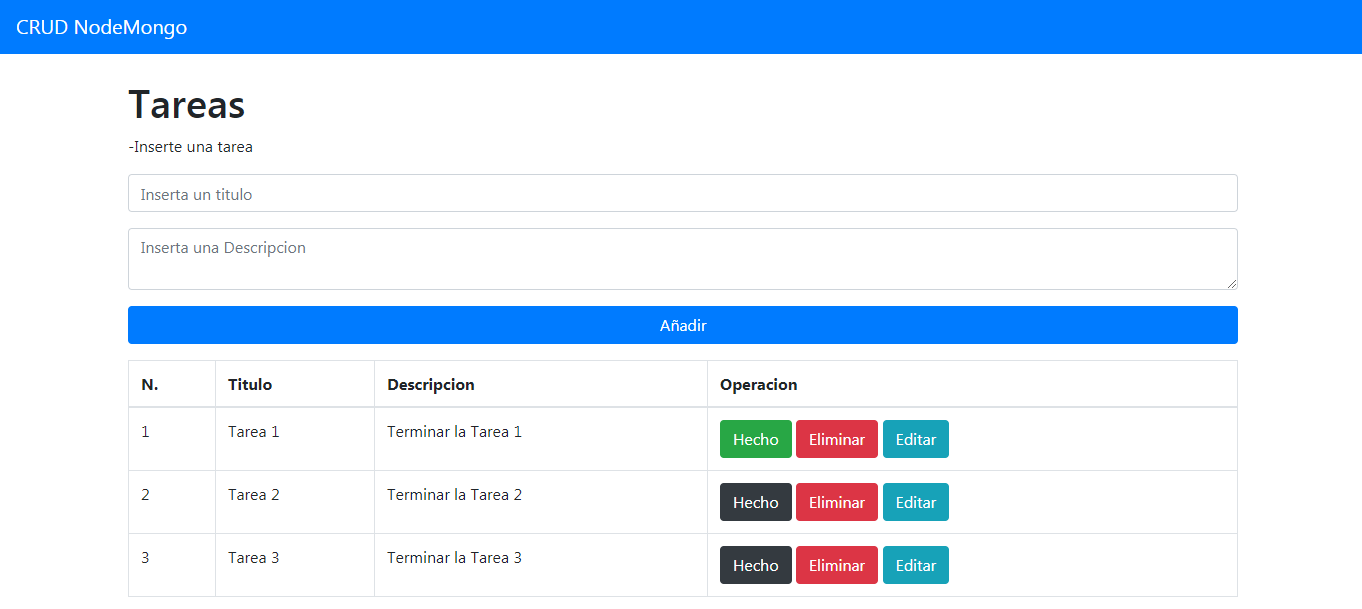 CRUD NodeMongo
Tareas
-Inserte una tarea
Inserta un titulo
Inserta una Descripcion
Añadir
N. Titulo Descripcion Operacion
1 Tarea 1 Terminar la Tarea 1 Hecho Eliminar Editar
2 Tarea 2 Terminar la Tarea 2 Hecho Eliminar Editar
3 Tarea 3 Terminar la Tarea 3 Hecho Eliminar Editar